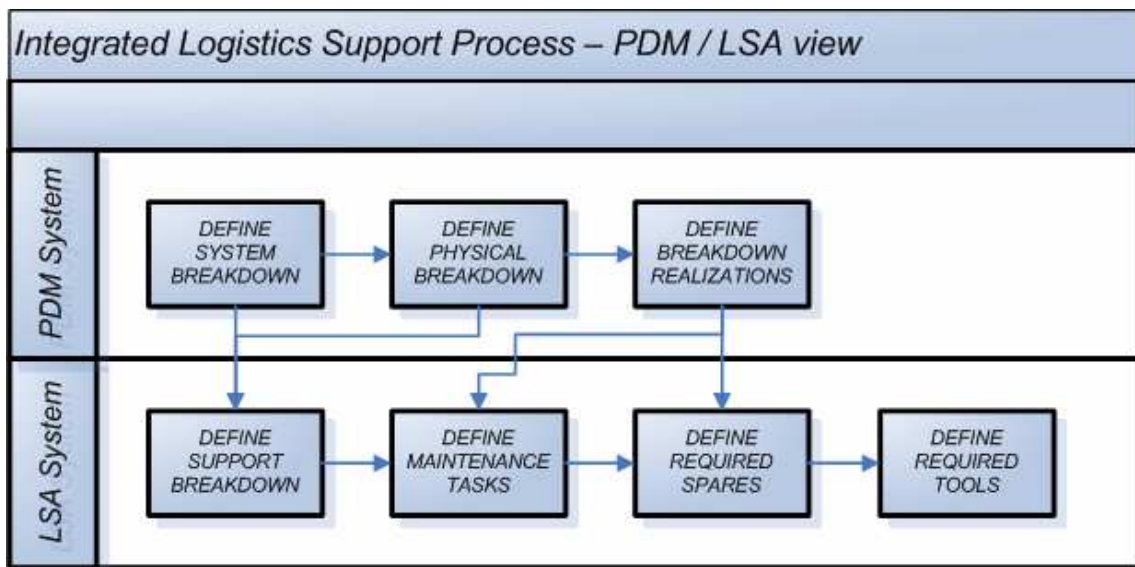 Integrated Logistics Support Process – PDM / LSA view
PDM System
DEFINE
SYSTEM
BREAKDOWN
DEFINE
PHYSICAL
BREAKDOWN
DEFINE
BREAKDOWN
REALIZATIONS
LSA System
DEFINE
SUPPORT
BREAKDOWN
DEFINE
MAINTENANCE
TASKS
DEFINE
REQUIRED
SPARES
DEFINE
REQUIRED
TOOLS